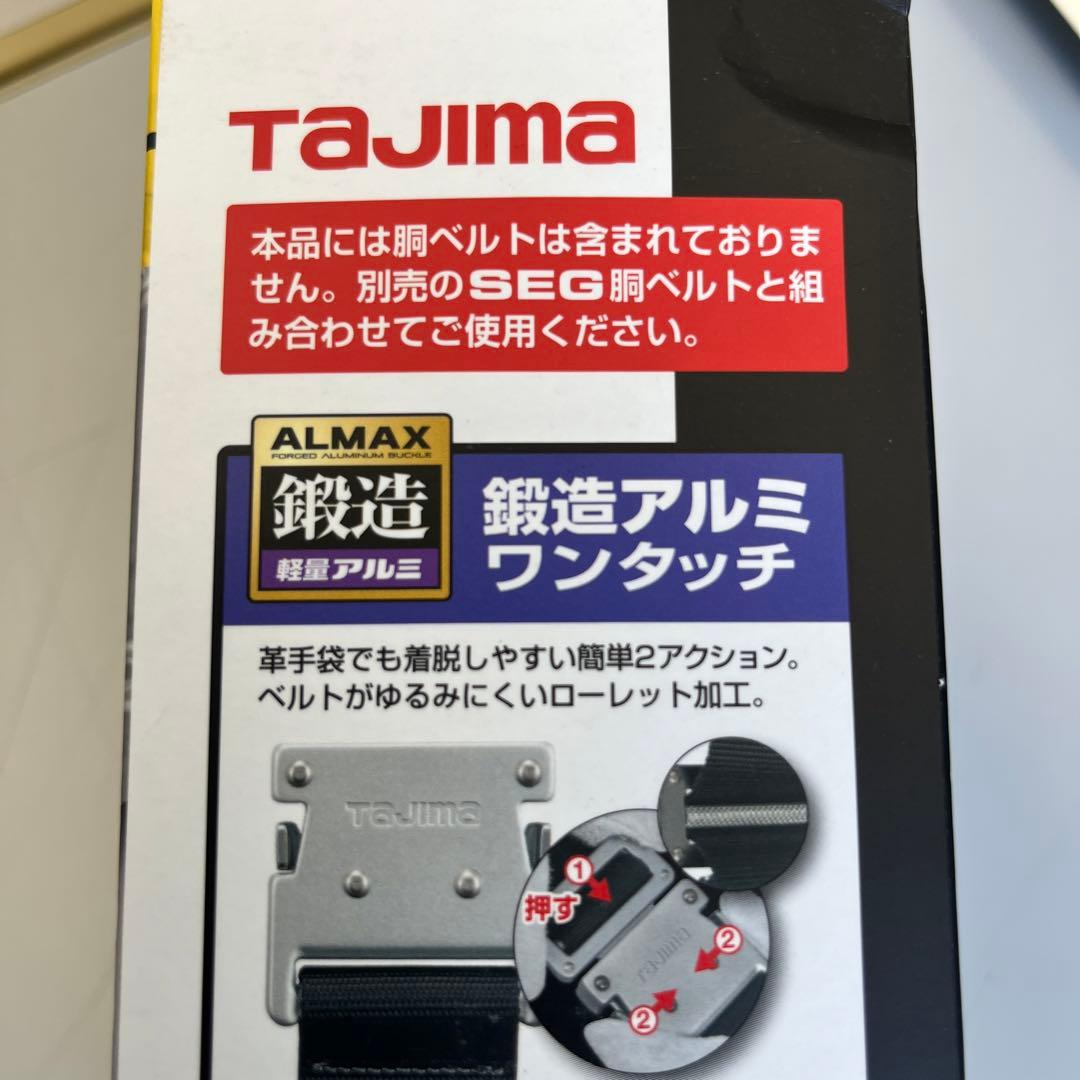 TAJIMA
本品には胴ベルトは含まれておりま
せん。別売のSEG胴ベルトと組
み合わせてご使用ください。
ALMAX
FORGED ALUMINUM BUCKLE
鍛造
軽量アルミ
鍛造アルミ
ワンタッチ
革手袋でも着脱しやすい簡単2アクション。
ベルトがゆるみにくいローレット加工。
TAJIMA
①
押す
TAJIMA
②
②